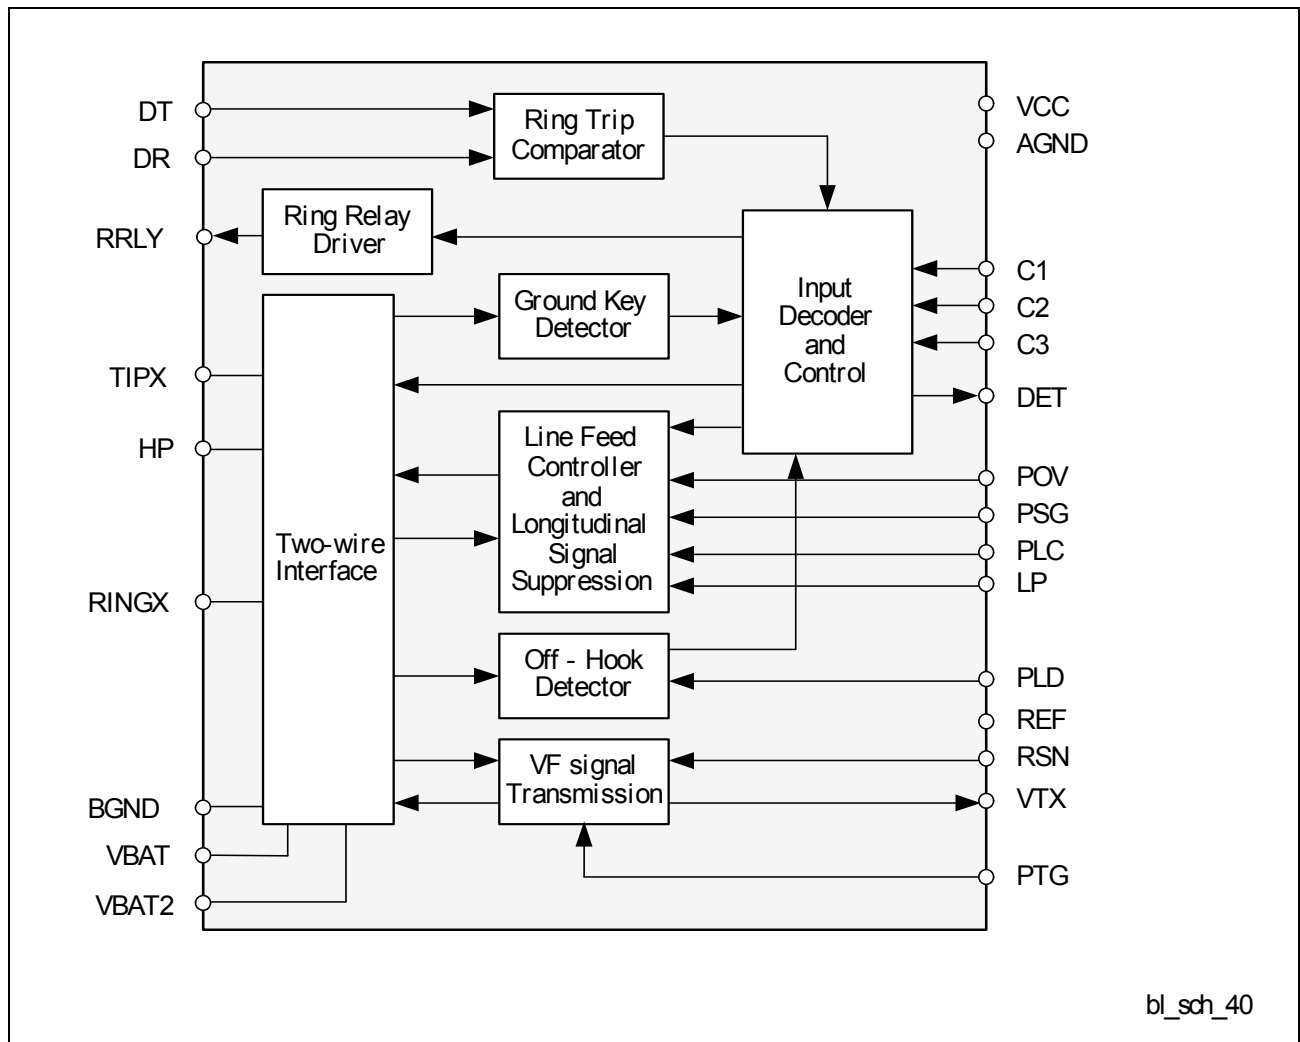 DT
DR
RRLY
TIPX
HP
RINGX
BGND
VBAT
VBAT2
Ring Trip
Comparator
Ring Relay
Driver
Ground Key
Detector
Input
Decoder
and
Control
Two-wire
Interface
Line Feed
Controller
and
Longitudinal
Signal
Suppression
Off - Hook
Detector
VF signal
Transmission
VCC
AGND
C1
C2
C3
DET
POV
PSG
PLC
LP
PLD
REF
RSN
VTX
PTG
bl_sch_40